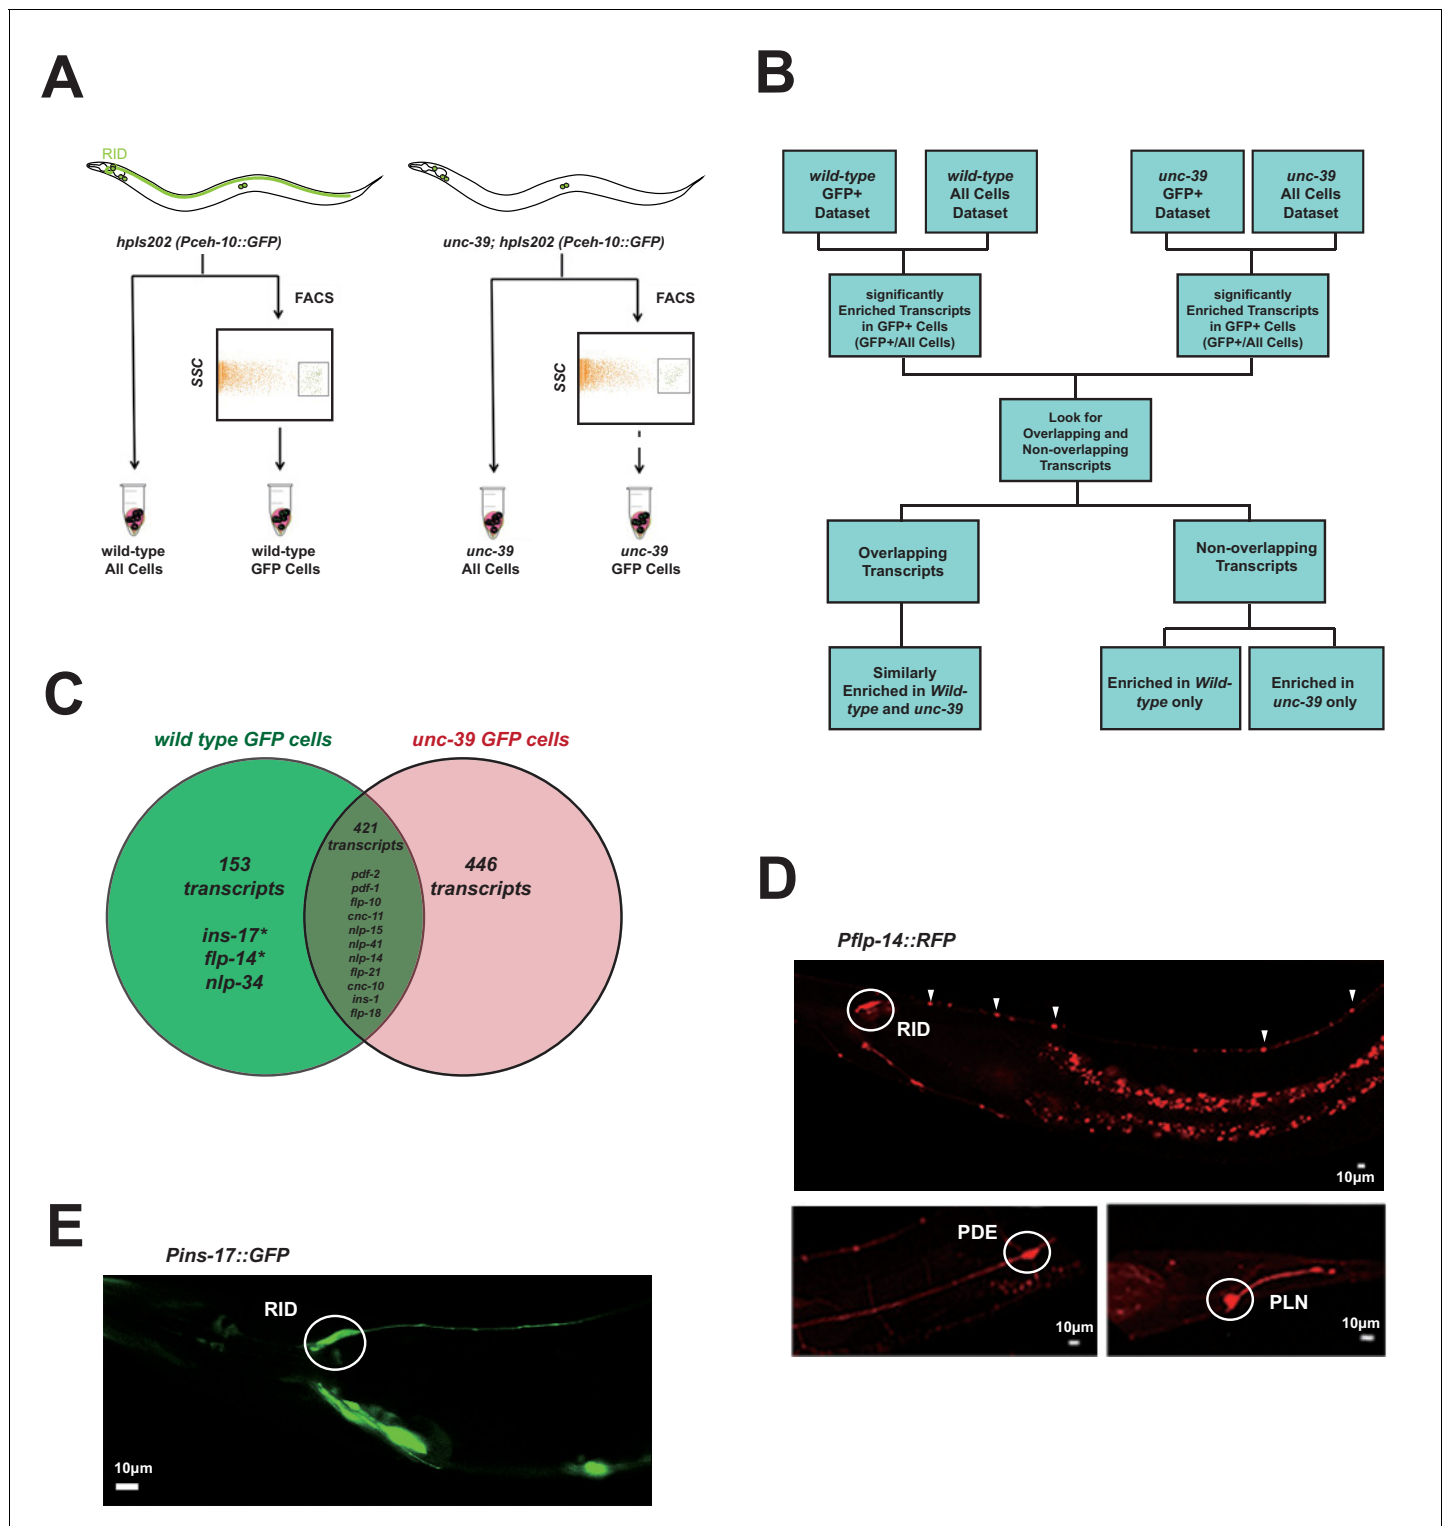 A
RID
hpIs202 (Pceh-10::GFP)
FACS
SSC
wild-type
All Cells
wild-type
GFP Cells
unc-39; hpIs202 (Pceh-10::GFP)
FACS
SSC
unc-39
All Cells
unc-39
GFP Cells
B
wild-type
GFP+
Dataset
wild-type
All Cells
Dataset
unc-39
GFP+
Dataset
unc-39
All Cells
Dataset
significantly
Enriched Transcripts
in GFP+ Cells
(GFP+/All Cells)
significantly
Enriched Transcripts
in GFP+ Cells
(GFP+/All Cells)
Look for
Overlapping and
Non-overlapping
Transcripts
Overlapping
Transcripts
Non-overlapping
Transcripts
Similarly
Enriched in Wild-
type and unc-39
Enriched in Wild-
type only
Enriched in
unc-39 only
C
wild type GFP cells
unc-39 GFP cells
153
transcripts
ins-17*
flp-14*
nlp-34
421
transcripts
pdf-2
pdf-1
flp-10
cnc-11
nlp-15
nlp-41
nlp-14
flp-21
cnc-10
ins-1
flp-18
446
transcripts
D
Pflp-14::RFP
RID
10µm
PDE
10µm
PLN
10µm
E
Pins-17::GFP
RID
10µm